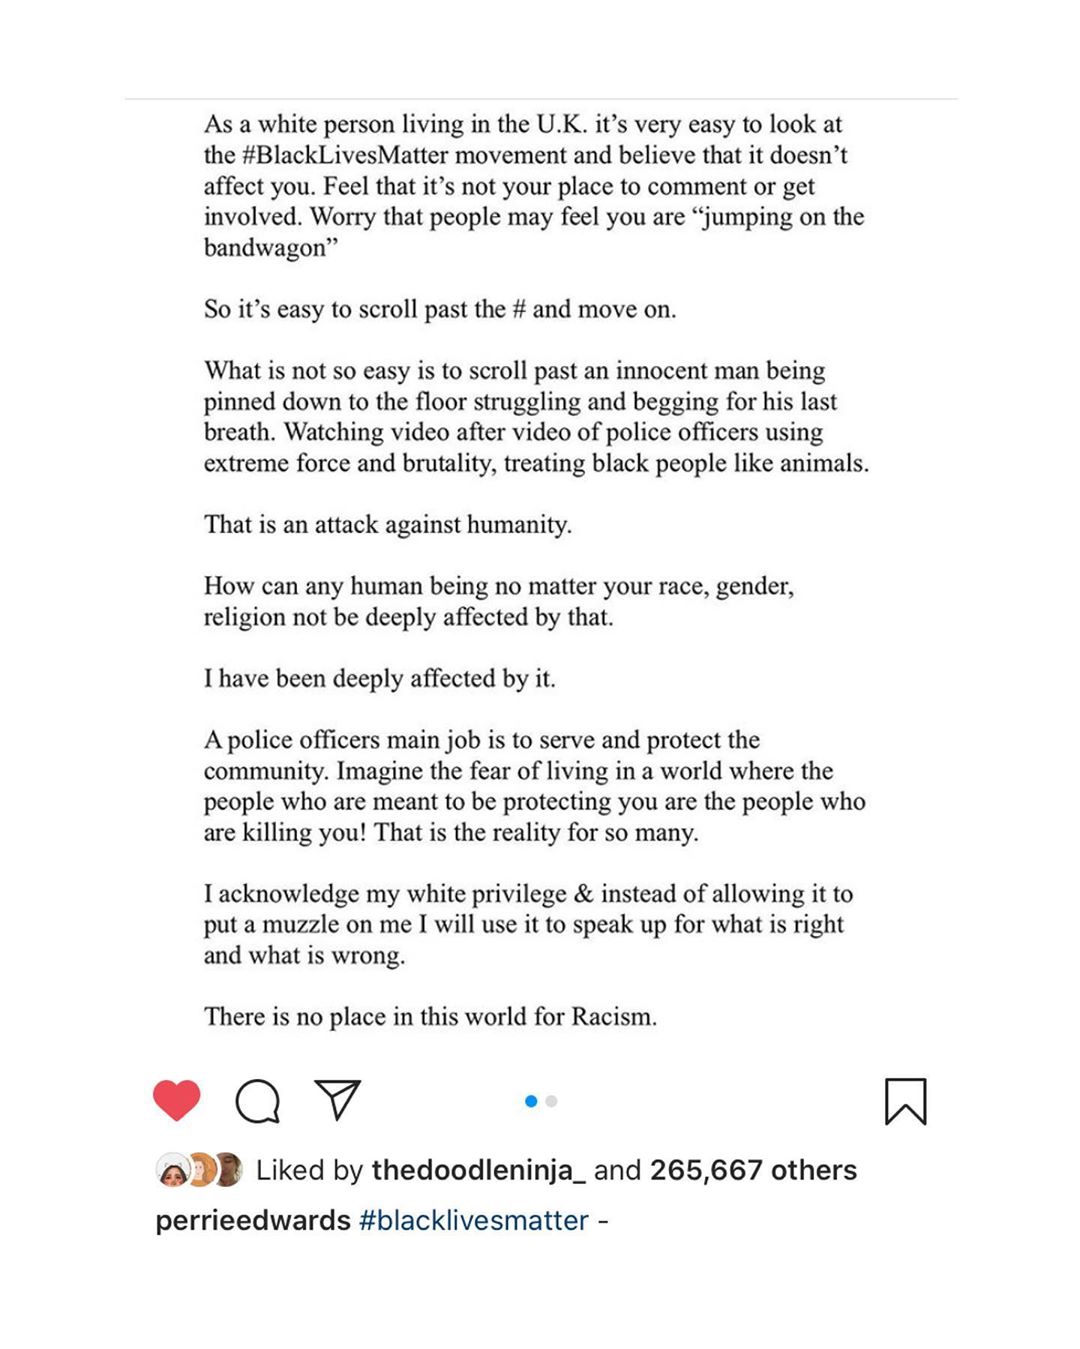 As a white person living in the U.K. it’s very easy to look at
the #BlackLivesMatter movement and believe that it doesn’t
affect you. Feel that it’s not your place to comment or get
involved. Worry that people may feel you are “jumping on the
bandwagon”
So it’s easy to scroll past the # and move on.
What is not so easy is to scroll past an innocent man being
pinned down to the floor struggling and begging for his last
breath. Watching video after video of police officers using
extreme force and brutality, treating black people like animals.
That is an attack against humanity.
How can any human being no matter your race, gender,
religion not be deeply affected by that.
I have been deeply affected by it.
A police officers main job is to serve and protect the
community. Imagine the fear of living in a world where the
people who are meant to be protecting you are the people who
are killing you! That is the reality for so many.
I acknowledge my white privilege & instead of allowing it to
put a muzzle on me I will use it to speak up for what is right
and what is wrong.
There is no place in this world for Racism.
Liked by thedoodleninja_ and 265,667 others
perrieedwards #blacklivesmatter -